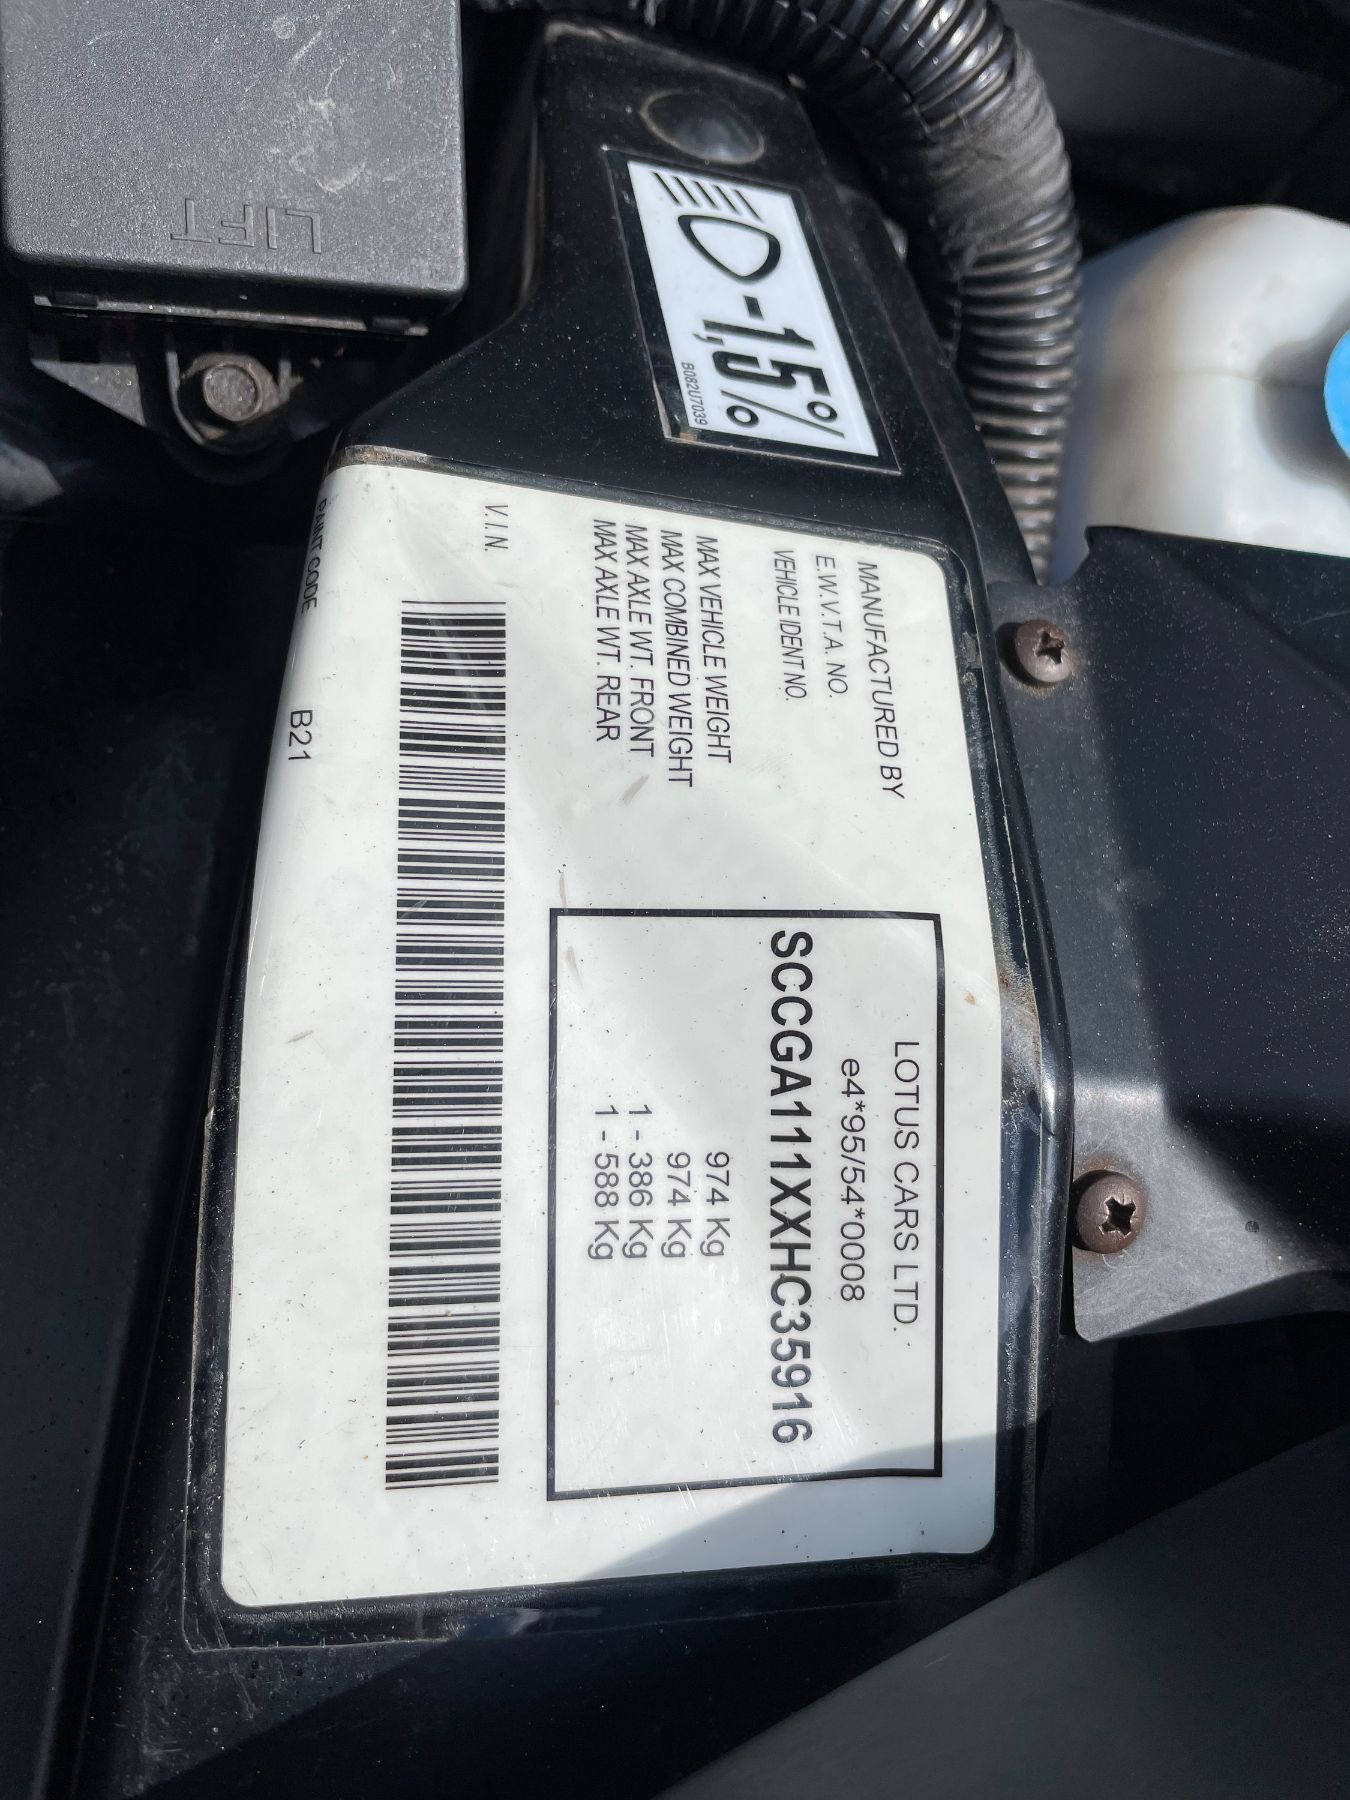 LIFT
-1,5%
B082U7039
MANUFACTURED BY LOTUS CARS LTD.
E.W.V.T.A. NO. e4*95/54*0008
VEHICLE IDENT NO. SCCGA111XXHC35916
MAX VEHICLE WEIGHT 974 Kg
MAX COMBINED WEIGHT 974 Kg
MAX AXLE WT. FRONT 1 - 386 Kg
MAX AXLE WT. REAR 1 - 588 Kg
V.I.N.
PAINT CODE B21